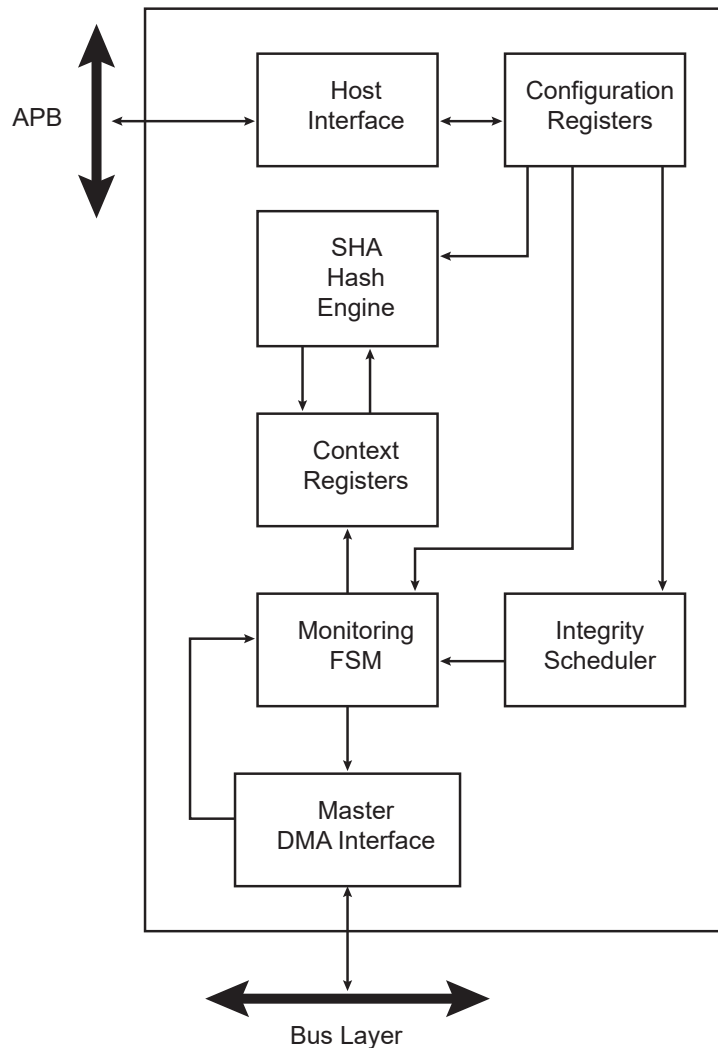 APB
Host
Interface
Configuration
Registers
SHA
Hash
Engine
Context
Registers
Monitoring
FSM
Integrity
Scheduler
Master
DMA Interface
Bus Layer